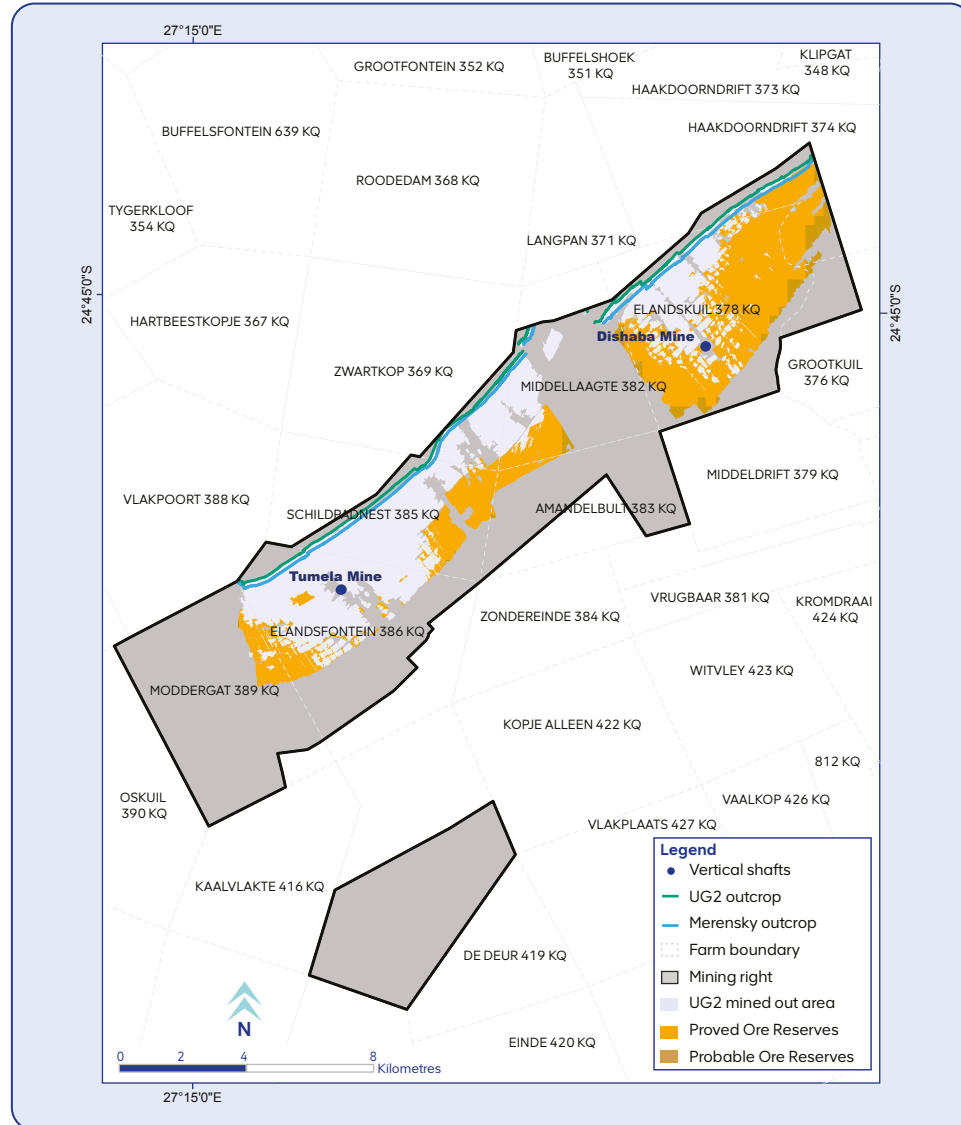 27°15'0"E
GROOTFONTEIN 352 KQ
BUFFELSHOEK
351 KQ
KLIPGAT
348 KQ
HAAKDOORNDRIFT 373 KQ
BUFFELSFONTEIN 639 KQ
HAAKDOORNDRIFT 374 KQ
ROODEDAM 368 KQ
TYGERKLOOF
354 KQ
LANGPAN 371 KQ
24°45'0"S
24°45'0"S
HARTBEESTKOPJE 367 KQ
ELANDSKUIL 378 KQ
Dishaba Mine
ZWARTKOP 369 KQ
GROOTKUIL
376 KQ
MIDDELLAAGTE 382 KQ
MIDDELDRIFT 379 KQ
VLAKPOORT 388 KQ
SCHILDPADNEST 385 KQ
AMANDELBULT 383 KQ
Tumela Mine
VRUGBAAR 381 KQ
KROMDRAAI
424 KQ
ZONDEREINDE 384 KQ
ELANDSFONTEIN 386 KQ
WITVLEY 423 KQ
MODDERGAT 389 KQ
KOPJE ALLEEN 422 KQ
812 KQ
OSKUIL
390 KQ
VAALKOP 426 KQ
VLAKPLAATS 427 KQ
KAALVLAKTE 416 KQ
DE DEUR 419 KQ
EINDE 420 KQ
Legend
Vertical shafts
UG2 outcrop
Merensky outcrop
Farm boundary
Mining right
UG2 mined out area
Proved Ore Reserves
Probable Ore Reserves
N
0 2 4 8
Kilometres
27°15'0"E